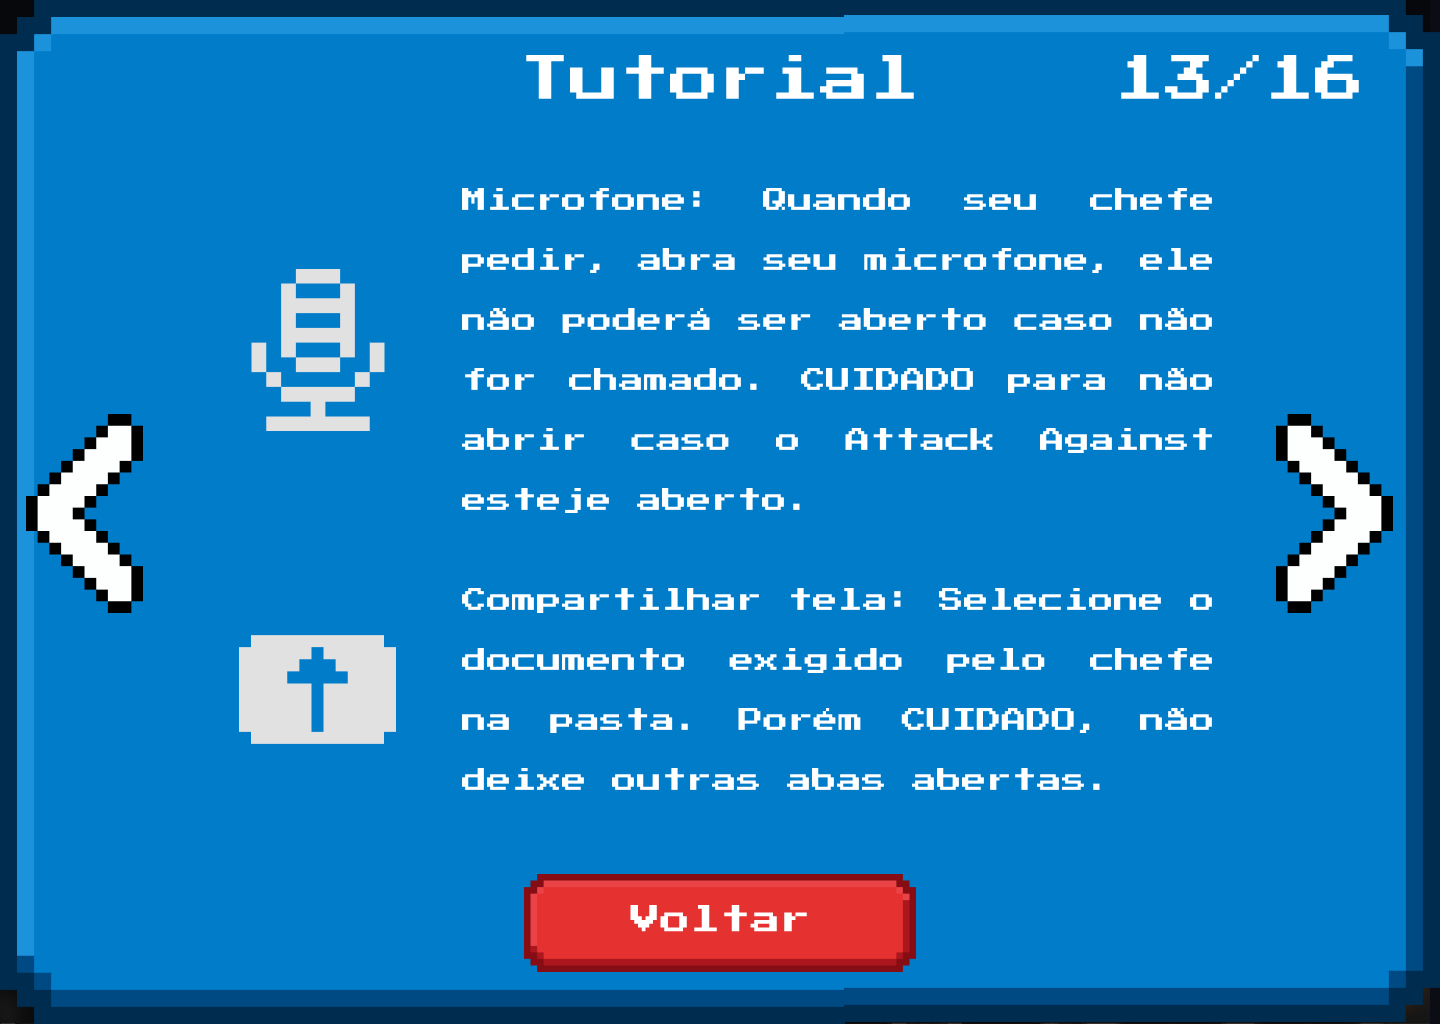 Tutorial 13/16
Microfone: Quando seu chefe
pedir, abra seu microfone, ele
não poderá ser aberto caso não
for chamado. CUIDADO para não
abrir caso o Attack Against
esteje aberto.
Compartilhar tela: Selecione o
documento exigido pelo chefe
na pasta. Porém CUIDADO, não
deixe outras abas abertas.
Voltar